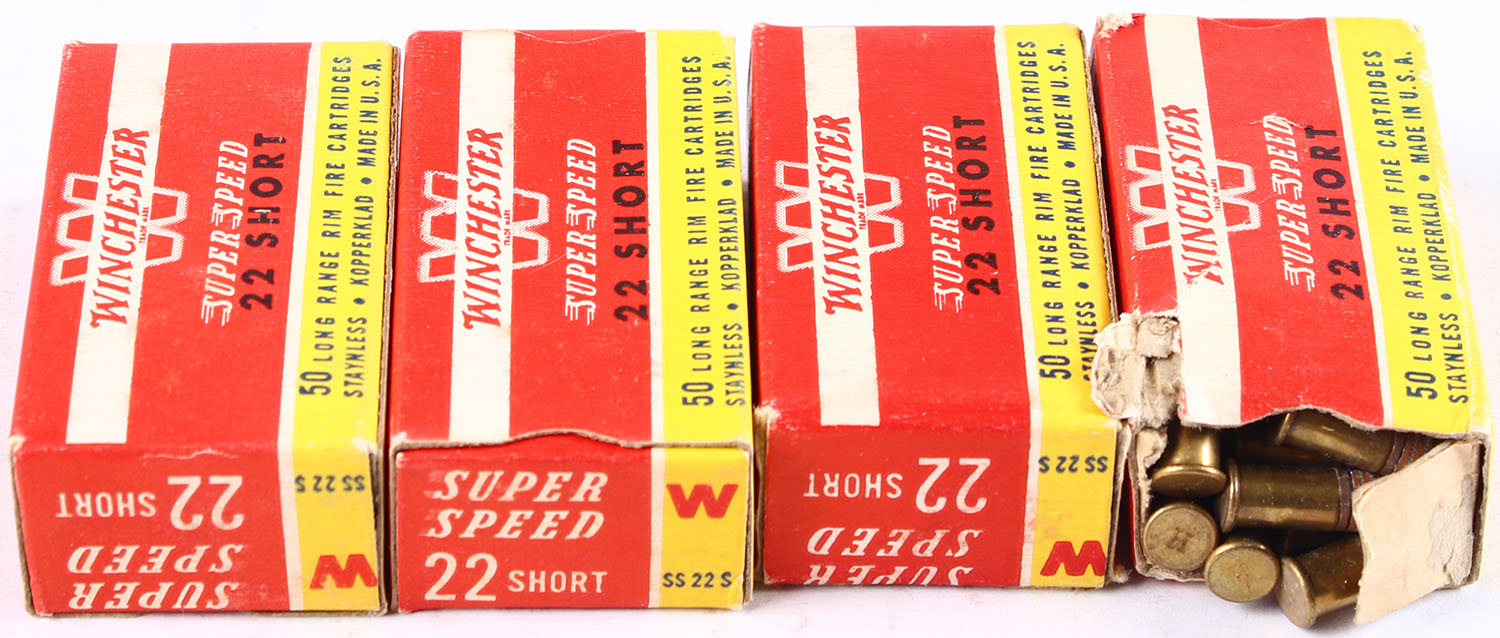 W
WINCHESTER
TRADE MARK
SUPER SPEED
22 SHORT
50 LONG RANGE RIM FIRE CARTRIDGES
STAYNLESS • KOPPERKLAD • MADE IN U.S.A.
SUPER
SPEED
22 SHORT
W
SS 22 S
W
WINCHESTER
TRADE MARK
SUPER SPEED
22 SHORT
50 LONG RANGE RIM FIRE CARTRIDGES
STAYNLESS • KOPPERKLAD • MADE IN U.S.A.
SUPER
SPEED
22 SHORT
W
SS 22 S
W
WINCHESTER
TRADE MARK
SUPER SPEED
22 SHORT
50 LONG RANGE RIM FIRE CARTRIDGES
STAYNLESS • KOPPERKLAD • MADE IN U.S.A.
SUPER
SPEED
22 SHORT
W
SS 22 S
W
WINCHESTER
TRADE MARK
SUPER SPEED
22 SHORT
50 LONG RANGE RIM FIRE CARTRIDGES
STAYNLESS • KOPPERKLAD • MADE IN U.S.A.
H